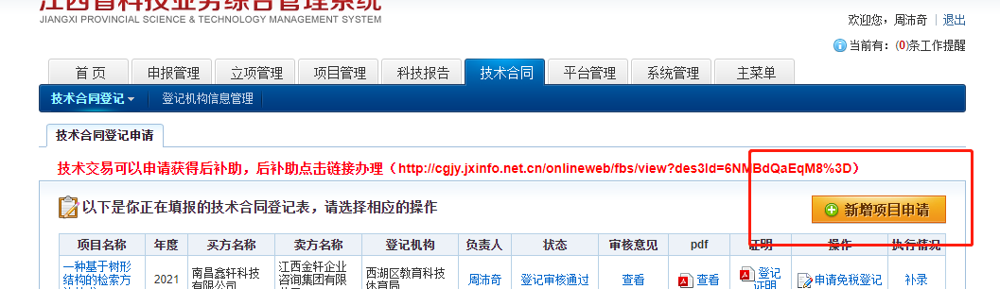 江西省科技业务综合管理系统
JIANGXI PROVINCIAL SCIENCE & TECHNOLOGY MANAGEMENT SYSTEM
欢迎您，周沛奇 | 退出
当前有：(0)条工作提醒
首 页 申报管理 立项管理 项目管理 科技报告 技术合同 平台管理 系统管理 主菜单
技术合同登记 登记机构信息管理
技术合同登记申请
技术交易可以申请获得后补助，后补助点击链接办理（http://cgjy.jxinfo.net.cn/onlineweb/fbs/view?des3Id=6NMBdQaEqM8%3D）
以下是你正在填报的技术合同登记表，请选择相应的操作
新增项目申请
项目名称 年度 买方名称 卖方名称 登记机构 负责人 状态 审核意见 pdf 证明 操作 执行情况
一种基于树形 江西金轩企业 西湖区教育科技 登记
结构的检索方 2021 南昌鑫轩科技 咨询集团有限 周沛奇 登记审核通过 查看 查看 证明 申请免税登记 补录